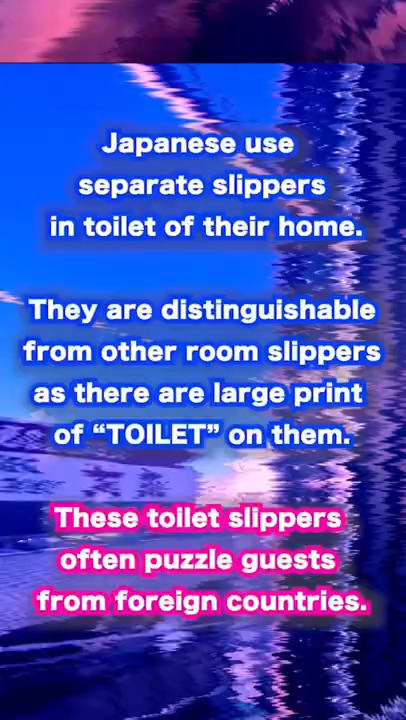 Japanese use
separate slippers
in toilet of their home.
They are distinguishable
from other room slippers
as there are large print
of “TOILET” on them.
These toilet slippers
often puzzle guests
from foreign countries.